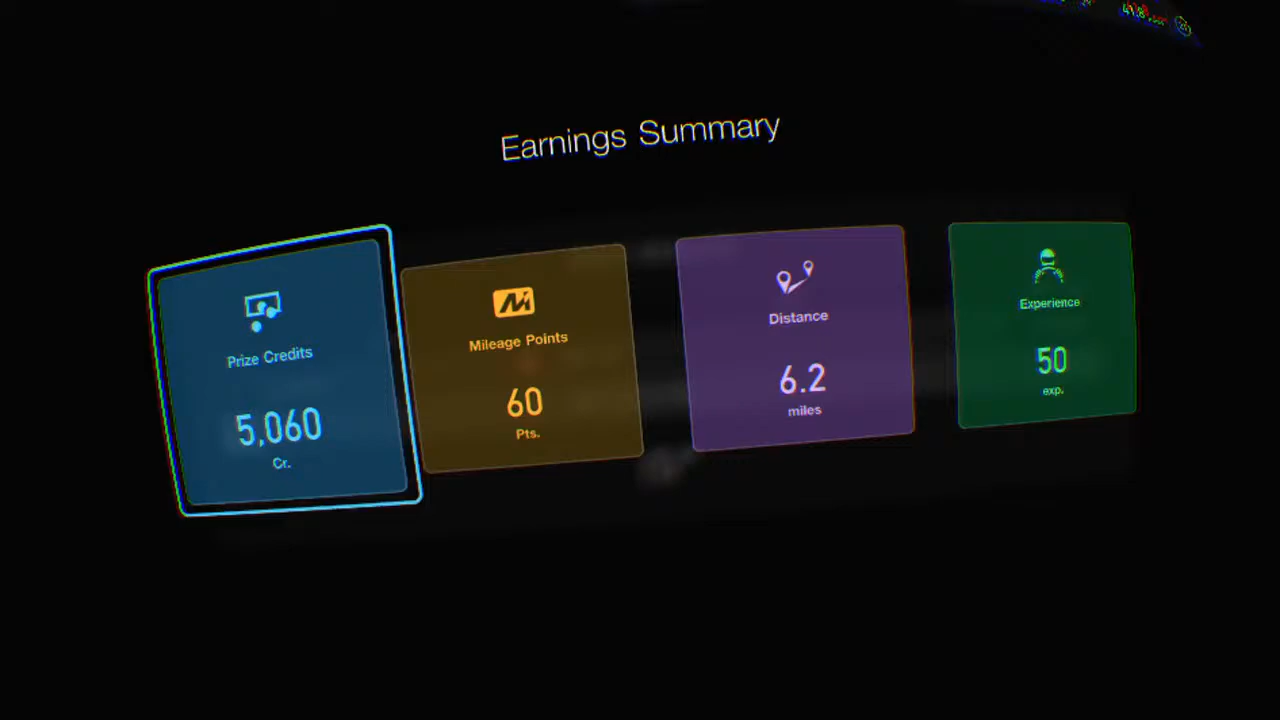 Earnings Summary
Prize Credits
5,060
Cr.
Mileage Points
60
Pts.
Distance
6.2
miles
Experience
50
exp.